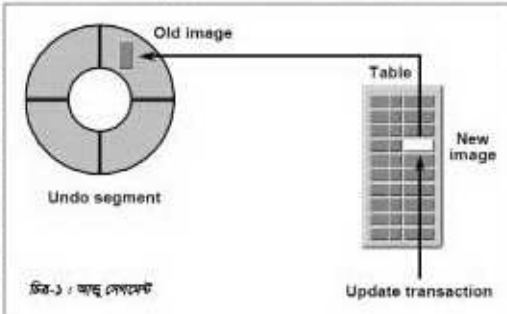 Old image
Table
New
image
Undo segment
চিত্র-১ : আন্ডু সেগমেন্ট
Update transaction